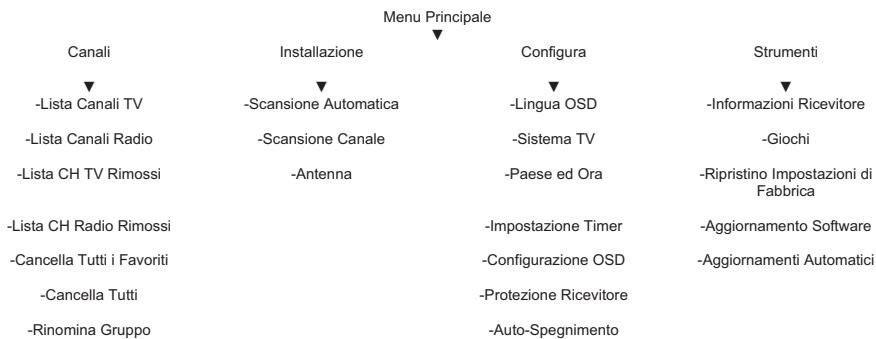 Menu Principale
▼
Canali Installazione Configura Strumenti
▼ ▼ ▼ ▼
-Lista Canali TV -Scansione Automatica -Lingua OSD -Informazioni Ricevitore
-Lista Canali Radio -Scansione Canale -Sistema TV -Giochi
-Lista CH TV Rimossi -Antenna -Paese ed Ora -Ripristino Impostazioni di
Fabbrica
-Lista CH Radio Rimossi -Impostazione Timer -Aggiornamento Software
-Cancella Tutti i Favoriti -Configurazione OSD -Aggiornamenti Automatici
-Cancella Tutti -Protezione Ricevitore
-Rinomina Gruppo -Auto-Spegnimento